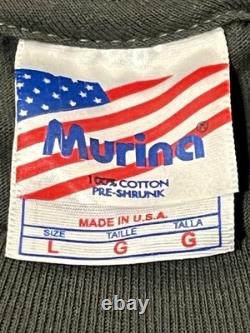 Murina®
100% COTTON
PRE-SHRUNK
MADE IN U.S.A.
SIZE TAILLE TALLA
L G G